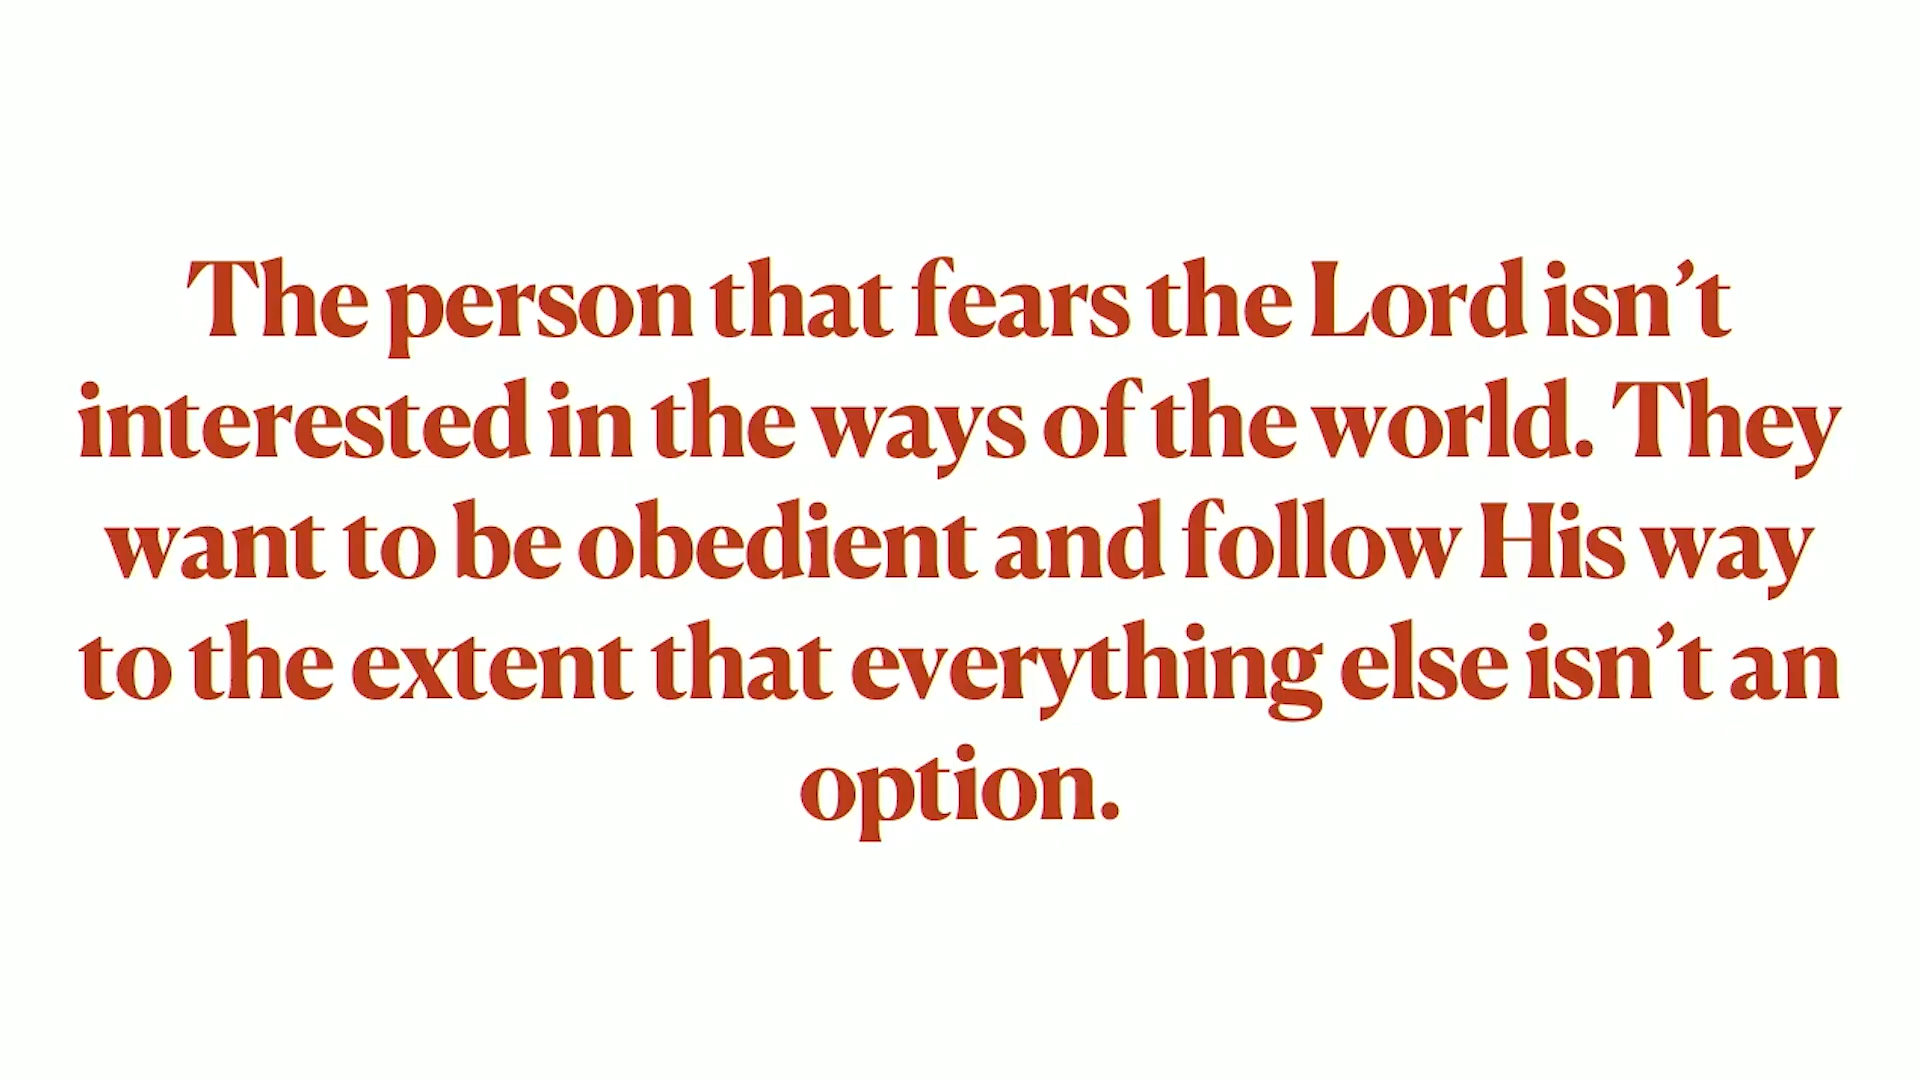 The person that fears the Lord isn’t
interested in the ways of the world. They
want to be obedient and follow His way
to the extent that everything else isn’t an
option.